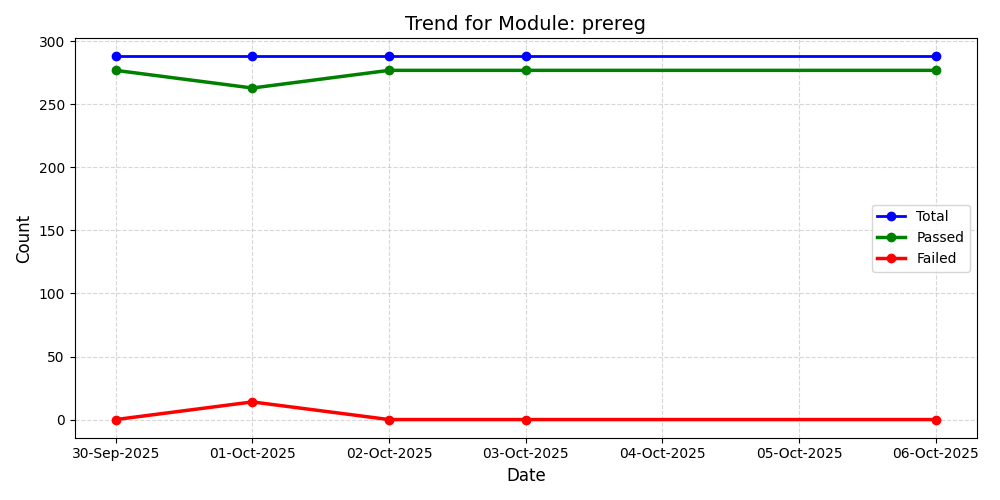 Trend for Module: prereg
300
250
200
150
100
50
0
Count
Total
Passed
Failed
30-Sep-2025
01-Oct-2025
02-Oct-2025
03-Oct-2025
04-Oct-2025
05-Oct-2025
06-Oct-2025
Date